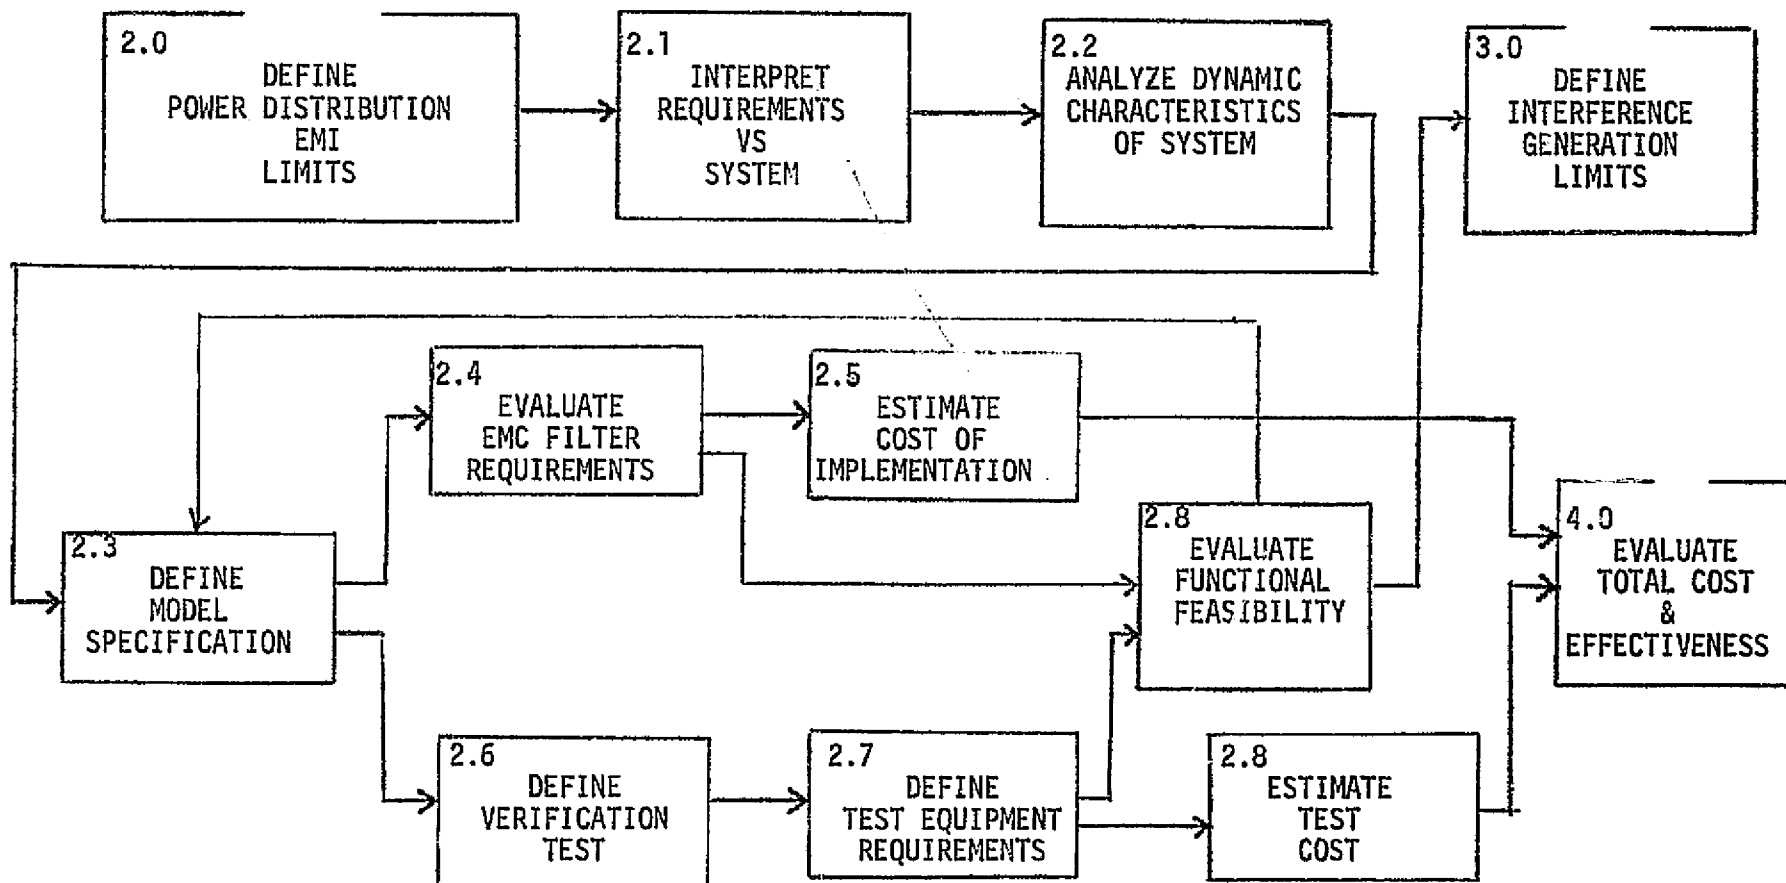 2.0
DEFINE
POWER DISTRIBUTION
EMI
LIMITS
2.1
INTERPRET
REQUIREMENTS
VS
SYSTEM
2.2
ANALYZE DYNAMIC
CHARACTERISTICS
OF SYSTEM
3.0
DEFINE
INTERFERENCE
GENERATION
LIMITS
2.3
DEFINE
MODEL
SPECIFICATION
2.4
EVALUATE
EMC FILTER
REQUIREMENTS
2.5
ESTIMATE
COST OF
IMPLEMENTATION
2.8
EVALUATE
FUNCTIONAL
FEASIBILITY
4.0
EVALUATE
TOTAL COST
&
EFFECTIVENESS
2.6
DEFINE
VERIFICATION
TEST
2.7
DEFINE
TEST EQUIPMENT
REQUIREMENTS
2.8
ESTIMATE
TEST
COST